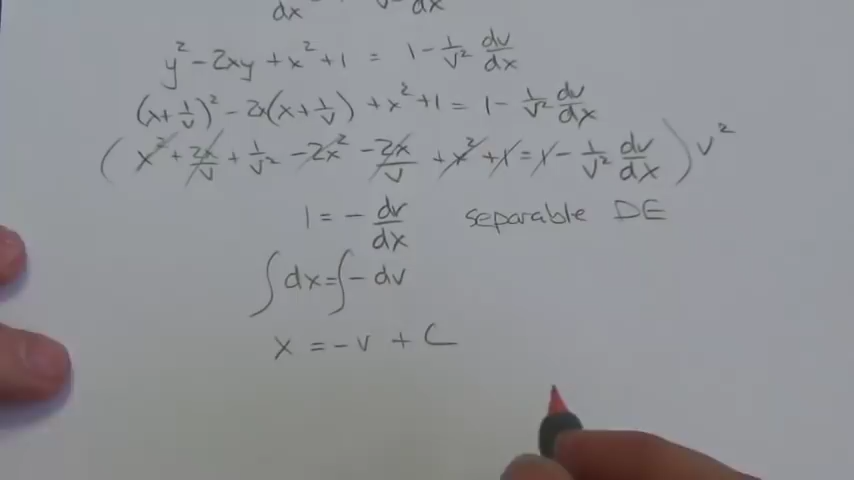 dx dx
y² - 2xy + x² + 1 = 1 - 1/v² dv/dx
(x + 1/v)² - 2x(x + 1/v) + x² + 1 = 1 - 1/v² dv/dx
(x² + 2x/v + 1/v² - 2x² - 2x/v + x² + 1 = 1 - 1/v² dv/dx) v²
1 = - dv/dx separable DE
∫ dx = ∫ - dv
x = -v + C